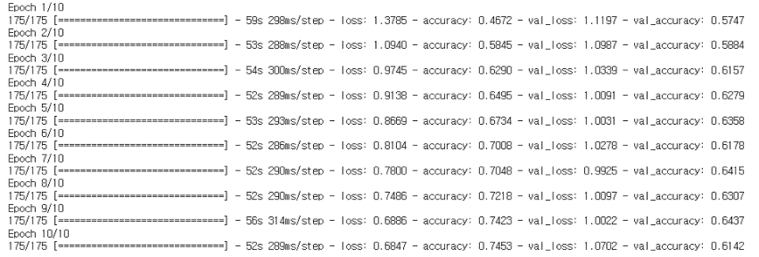 Epoch 1/10
175/175 [==============================] - 59s 298ms/step - loss: 1.3785 - accuracy: 0.4672 - val_loss: 1.1197 - val_accuracy: 0.5747
Epoch 2/10
175/175 [==============================] - 53s 288ms/step - loss: 1.0940 - accuracy: 0.5845 - val_loss: 1.0987 - val_accuracy: 0.5884
Epoch 3/10
175/175 [==============================] - 54s 300ms/step - loss: 0.9745 - accuracy: 0.6290 - val_loss: 1.0339 - val_accuracy: 0.6157
Epoch 4/10
175/175 [==============================] - 52s 289ms/step - loss: 0.9138 - accuracy: 0.6495 - val_loss: 1.0091 - val_accuracy: 0.6279
Epoch 5/10
175/175 [==============================] - 53s 293ms/step - loss: 0.8669 - accuracy: 0.6734 - val_loss: 1.0031 - val_accuracy: 0.6358
Epoch 6/10
175/175 [==============================] - 52s 286ms/step - loss: 0.8104 - accuracy: 0.7008 - val_loss: 1.0278 - val_accuracy: 0.6178
Epoch 7/10
175/175 [==============================] - 52s 290ms/step - loss: 0.7800 - accuracy: 0.7048 - val_loss: 0.9925 - val_accuracy: 0.6415
Epoch 8/10
175/175 [==============================] - 52s 290ms/step - loss: 0.7486 - accuracy: 0.7218 - val_loss: 1.0097 - val_accuracy: 0.6307
Epoch 9/10
175/175 [==============================] - 56s 314ms/step - loss: 0.6886 - accuracy: 0.7423 - val_loss: 1.0022 - val_accuracy: 0.6437
Epoch 10/10
175/175 [==============================] - 52s 289ms/step - loss: 0.6847 - accuracy: 0.7453 - val_loss: 1.0702 - val_accuracy: 0.6142